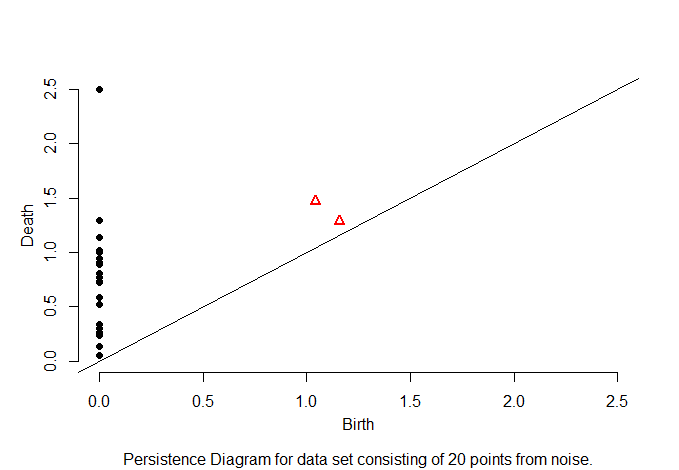 2.5
2.0
1.5
1.0
0.5
0.0
Death
0.0 0.5 1.0 1.5 2.0 2.5
Birth
Persistence Diagram for data set consisting of 20 points from noise.